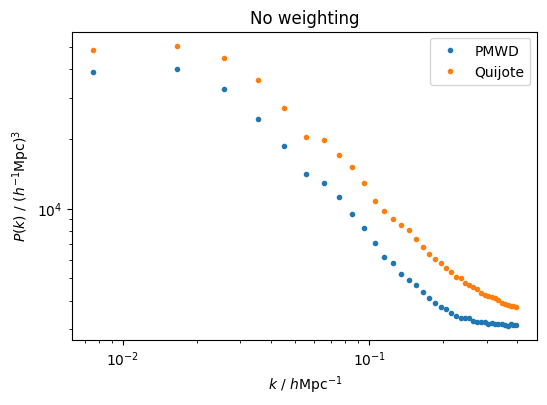 No weighting
PMWD
Quijote
P(k) / (h⁻¹Mpc)³
10⁴
10⁻² 10⁻¹
k / hMpc⁻¹